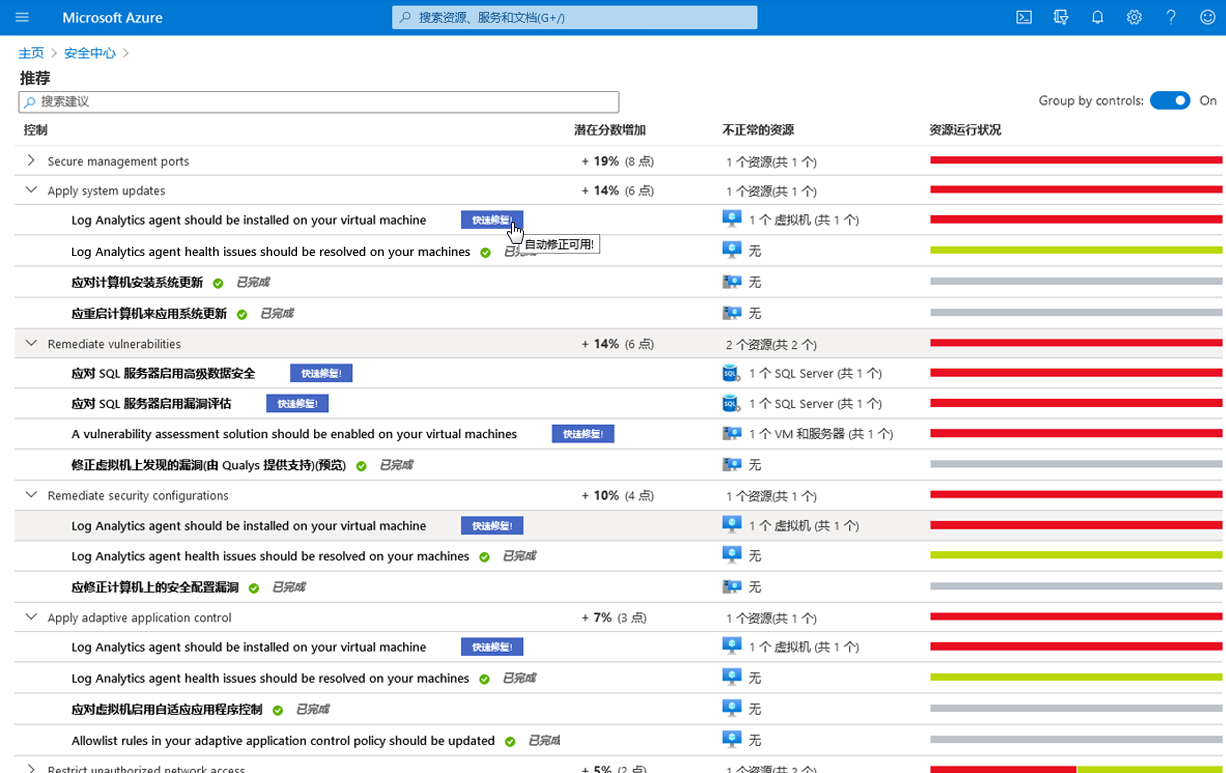 Microsoft Azure
搜索资源、服务和文档(G+/)
主页 > 安全中心 >
推荐
搜索建议
Group by controls: On
控制 潜在分数增加 不正常的资源 资源运行状况
Secure management ports + 19% (8 点) 1 个资源(共 1 个)
Apply system updates + 14% (6 点) 1 个资源(共 1 个)
Log Analytics agent should be installed on your virtual machine 快速修复! 1 个 虚拟机 (共 1 个)
自动修正可用!
Log Analytics agent health issues should be resolved on your machines 已完成 无
应对计算机安装系统更新 已完成 无
应重启计算机来应用系统更新 已完成 无
Remediate vulnerabilities + 14% (6 点) 2 个资源(共 2 个)
应对 SQL 服务器启用高级数据安全 快速修复! SQL 1 个 SQL Server (共 1 个)
应对 SQL 服务器启用漏洞评估 快速修复! SQL 1 个 SQL Server (共 1 个)
A vulnerability assessment solution should be enabled on your virtual machines 快速修复! 1 个 VM 和服务器 (共 1 个)
修正虚拟机上发现的漏洞(由 Qualys 提供支持)(预览) 已完成 无
Remediate security configurations + 10% (4 点) 1 个资源(共 1 个)
Log Analytics agent should be installed on your virtual machine 快速修复! 1 个 虚拟机 (共 1 个)
Log Analytics agent health issues should be resolved on your machines 已完成 无
应修正计算机上的安全配置漏洞 已完成 无
Apply adaptive application control + 7% (3 点) 1 个资源(共 1 个)
Log Analytics agent should be installed on your virtual machine 快速修复! 1 个 虚拟机 (共 1 个)
Log Analytics agent health issues should be resolved on your machines 已完成 无
应对虚拟机启用自适应应用程序控制 已完成 无
Allowlist rules in your adaptive application control policy should be updated 已完成 无
Restrict unauthorized network access + 5% (2 点) 1 个资源(共 2 个)